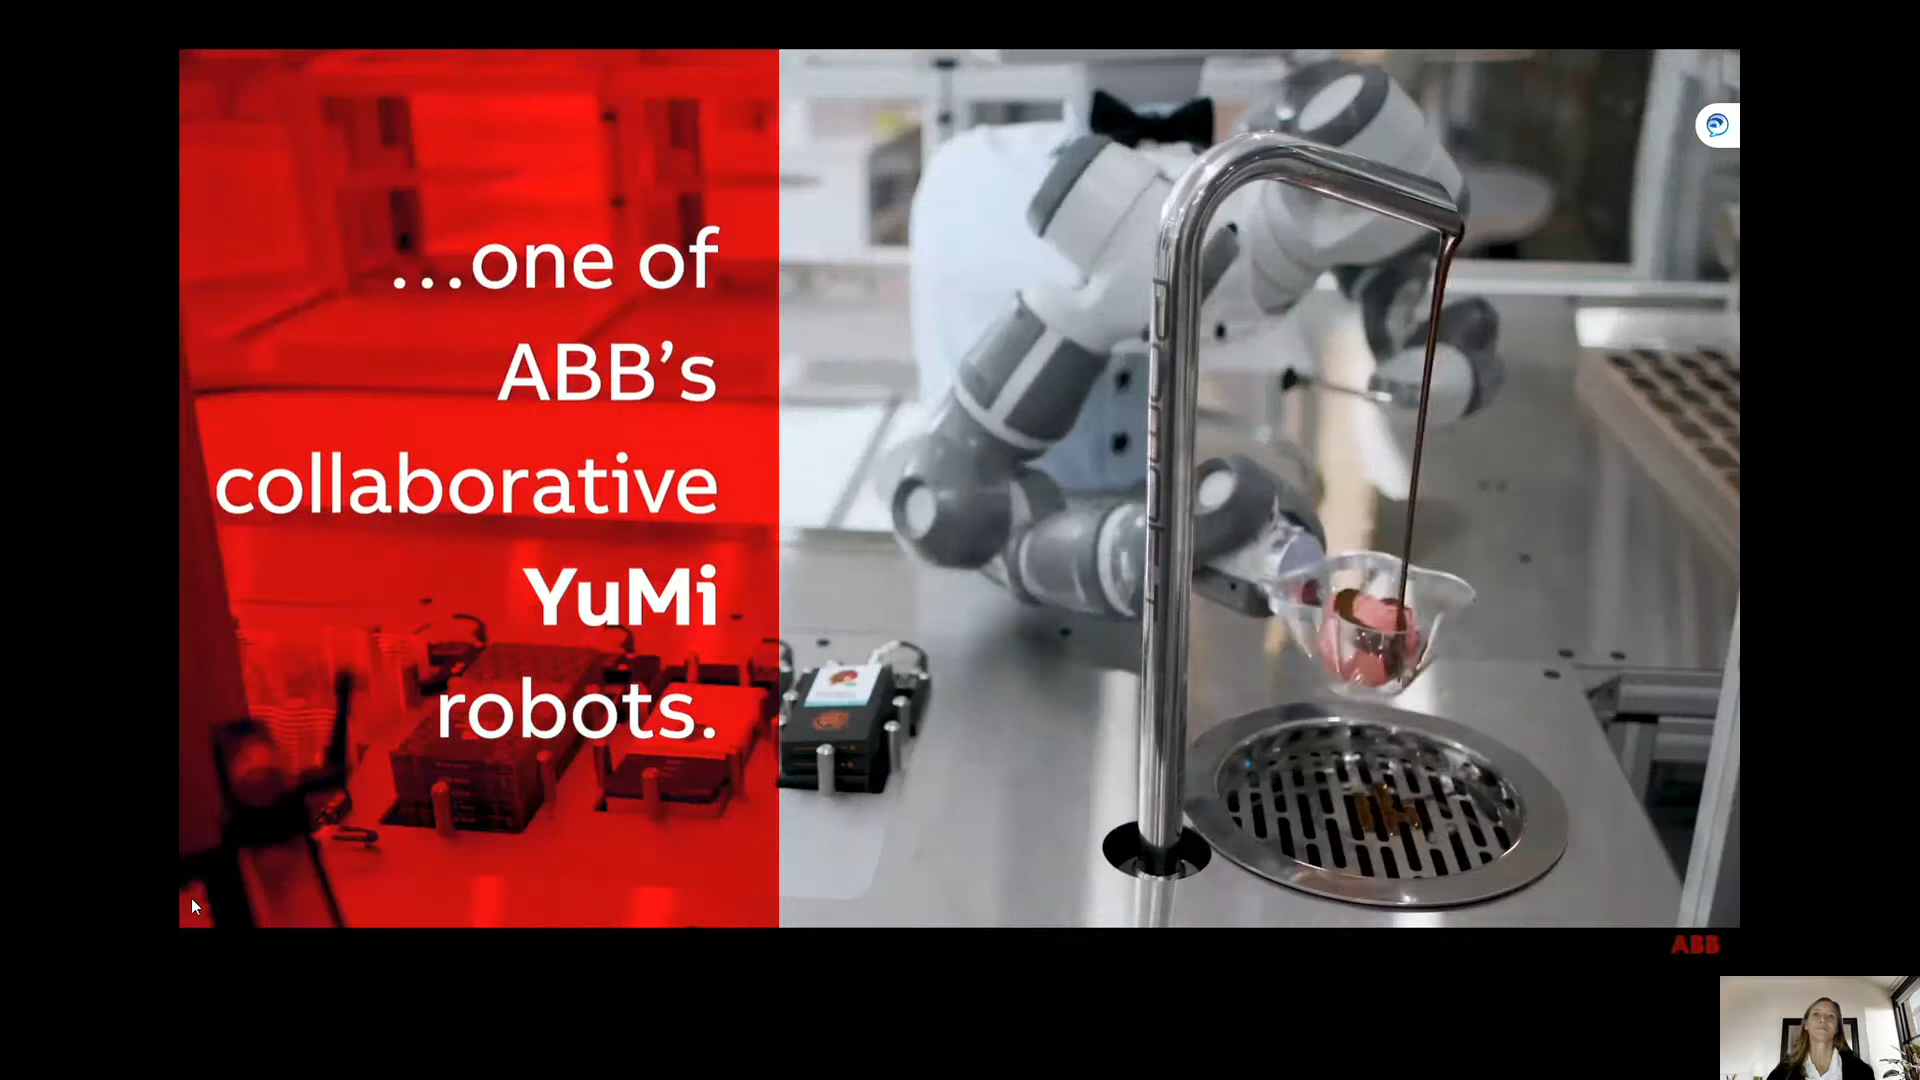 ...one of
ABB’s
collaborative
YuMi
robots.
ABB